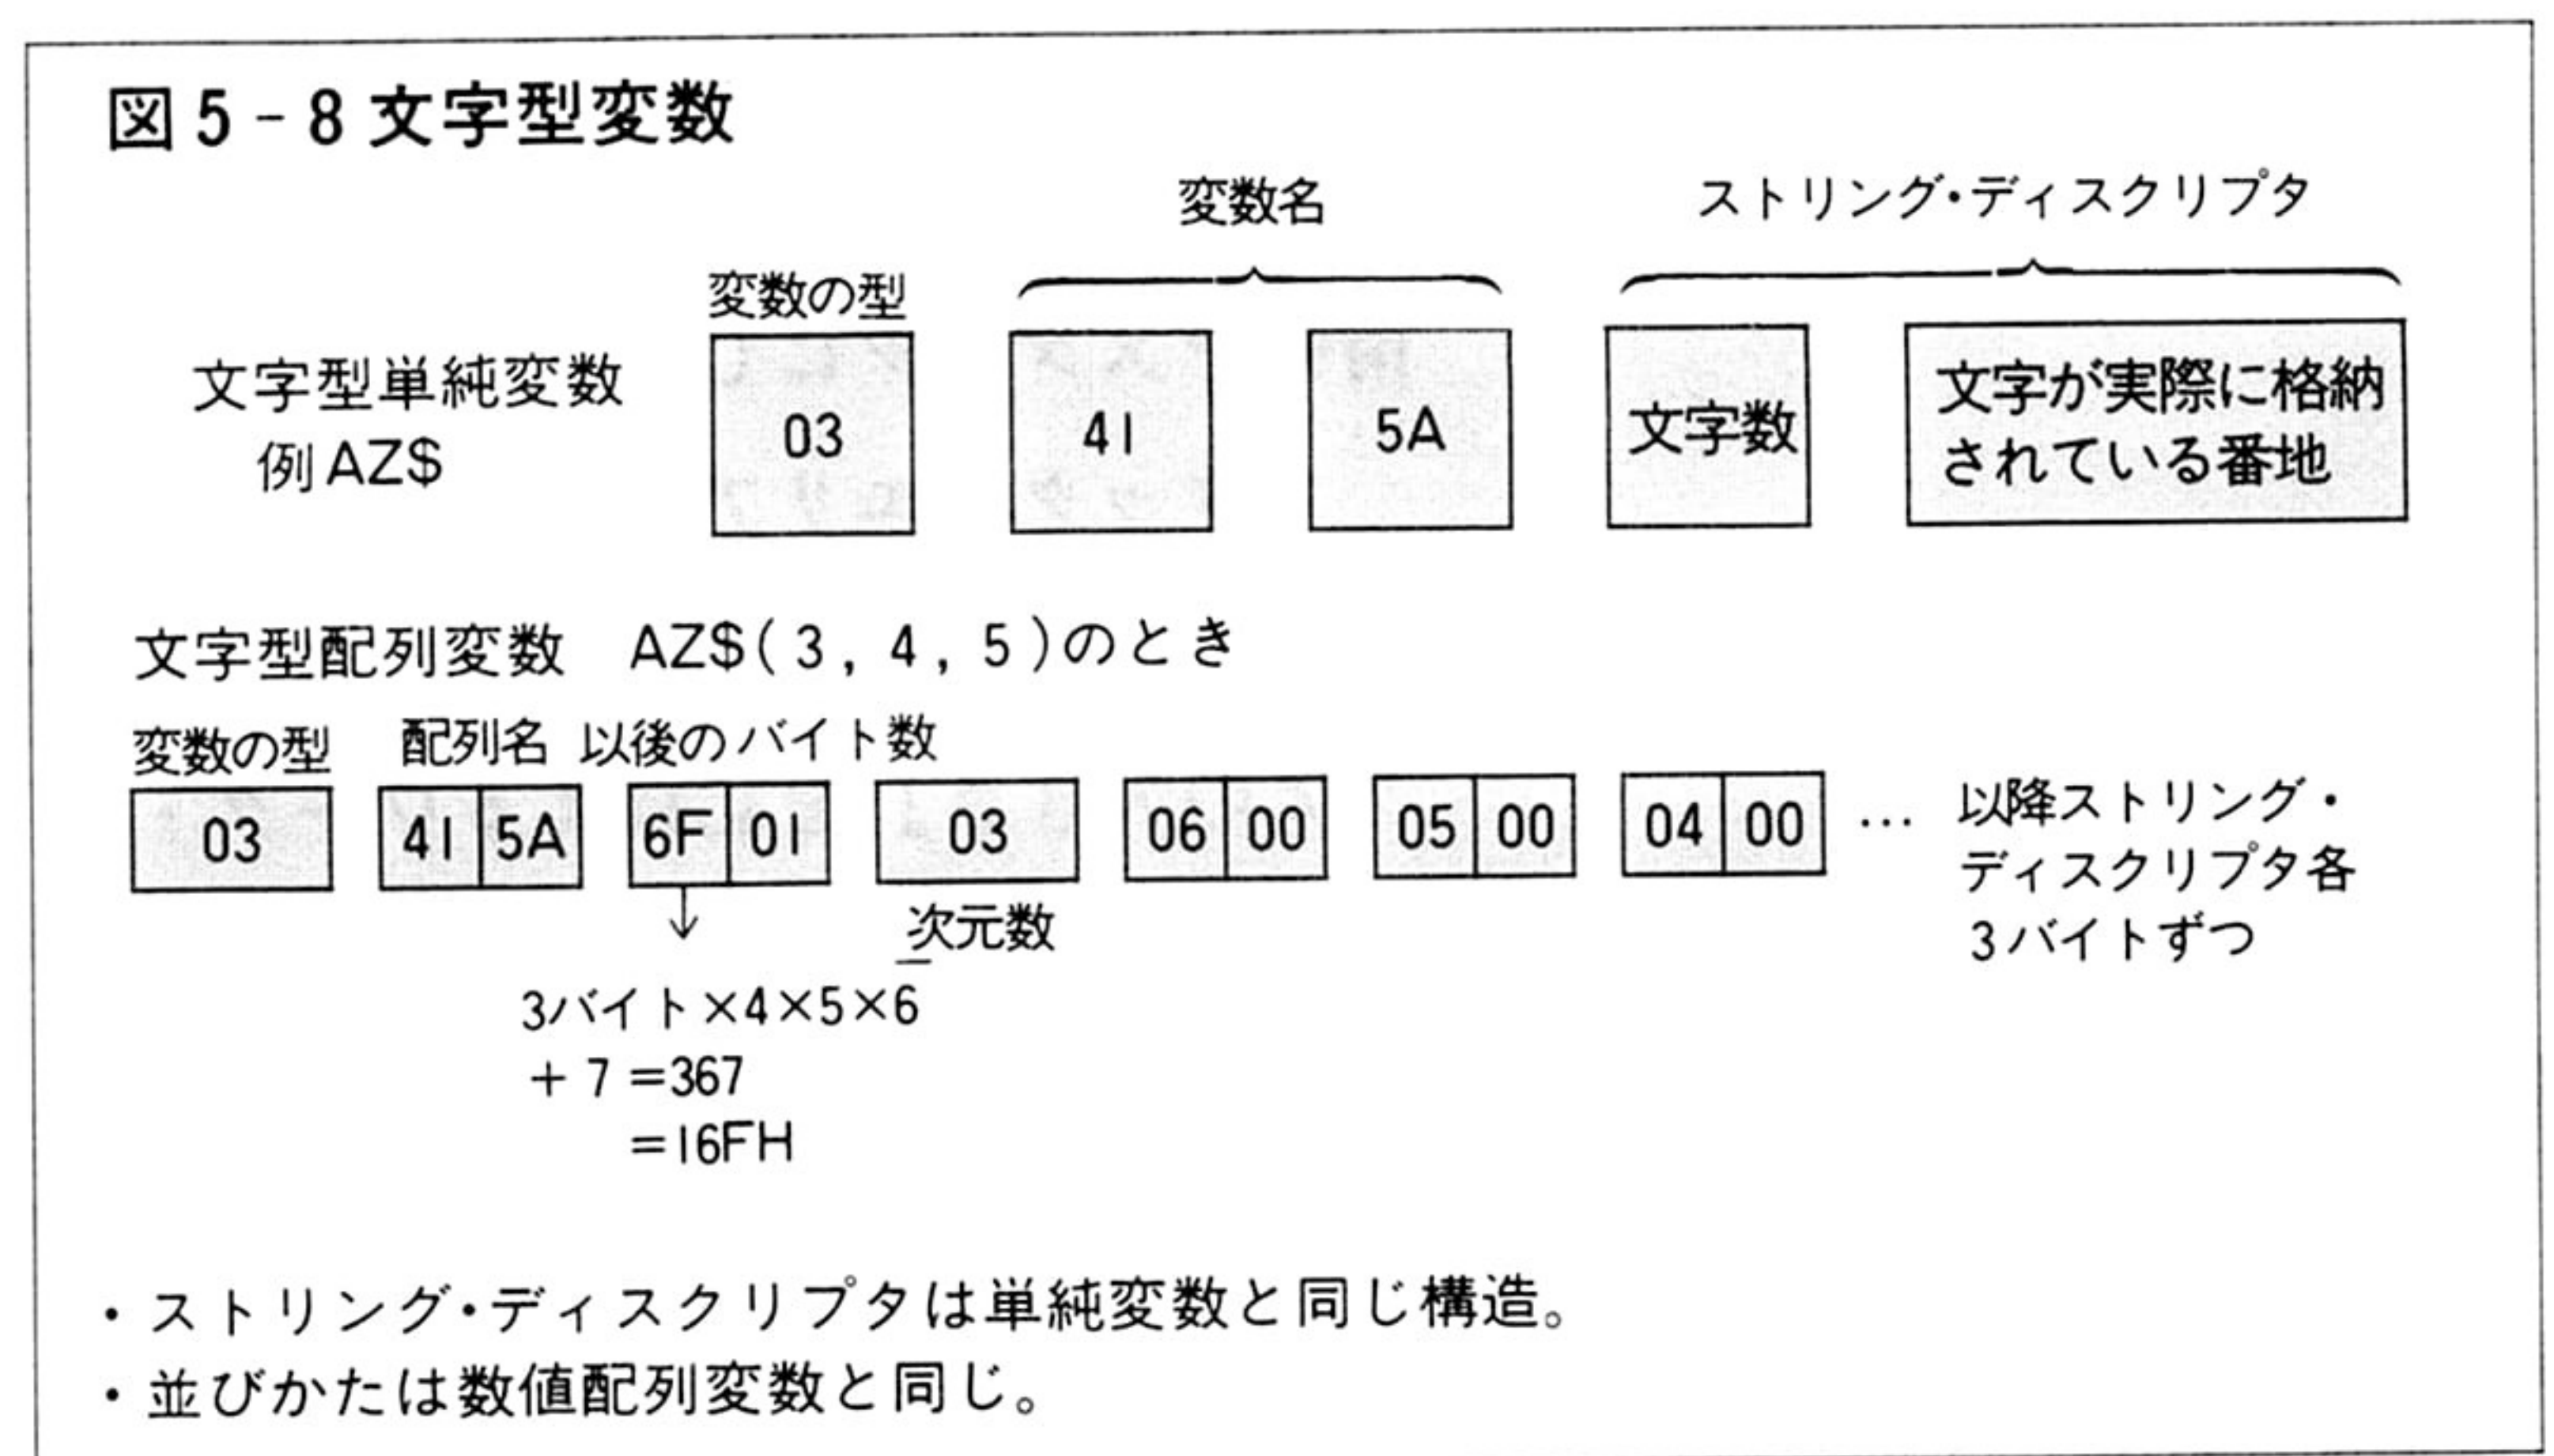 図5-8 文字型変数
変数名
ストリング・ディスクリプタ
変数の型
文字型単純変数
例AZ$
03
41
5A
文字数
文字が実際に格納
されている番地
文字型配列変数 AZ$(3, 4, 5)のとき
変数の型 配列名 以後のバイト数
03 41 5A 6F 01 03 06 00 05 00 04 00 …
以降ストリング・
ディスクリプタ各
3バイトずつ
次元数
3バイト×4×5×6
+7=367
=16FH
・ストリング・ディスクリプタは単純変数と同じ構造。
・並びかたは数値配列変数と同じ。